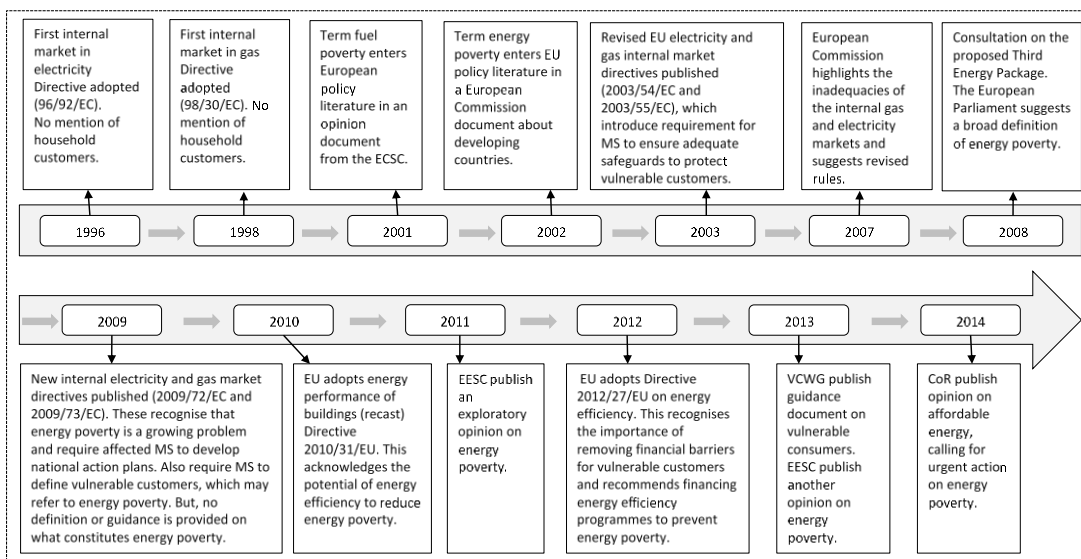 First internal
market in
electricity
Directive adopted
(96/92/EC).
No mention of
household
customers.
First internal
market in gas
Directive
adopted
(98/30/EC). No
mention of
household
customers.
Term fuel
poverty enters
European
policy
literature in an
opinion
document
from the ECSC.
Term energy
poverty enters EU
policy literature in
a European
Commission
document about
developing
countries.
Revised EU electricity and
gas internal market
directives published
(2003/54/EC and
2003/55/EC), which
introduce requirement for
MS to ensure adequate
safeguards to protect
vulnerable customers.
European
Commission
highlights the
inadequacies of
the internal gas
and electricity
markets and
suggests revised
rules.
Consultation on the
proposed Third
Energy Package.
The European
Parliament suggests
a broad definition
of energy poverty.
1996
1998
2001
2002
2003
2007
2008
2009
2010
2011
2012
2013
2014
New internal electricity and gas market
directives published (2009/72/EC and
2009/73/EC). These recognise that
energy poverty is a growing problem
and require affected MS to develop
national action plans. Also require MS to
define vulnerable customers, which may
refer to energy poverty. But, no
definition or guidance is provided on
what constitutes energy poverty.
EU adopts energy
performance of
buildings (recast)
Directive
2010/31/EU. This
acknowledges the
potential of energy
efficiency to reduce
energy poverty.
EESC publish
an
exploratory
opinion on
energy
poverty.
EU adopts Directive
2012/27/EU on energy
efficiency. This recognises
the importance of
removing financial barriers
for vulnerable customers
and recommends financing
energy efficiency
programmes to prevent
energy poverty.
VCWG publish
guidance
document on
vulnerable
consumers.
EESC publish
another
opinion on
energy
poverty.
CoR publish
opinion on
affordable
energy,
calling for
urgent action
on energy
poverty.